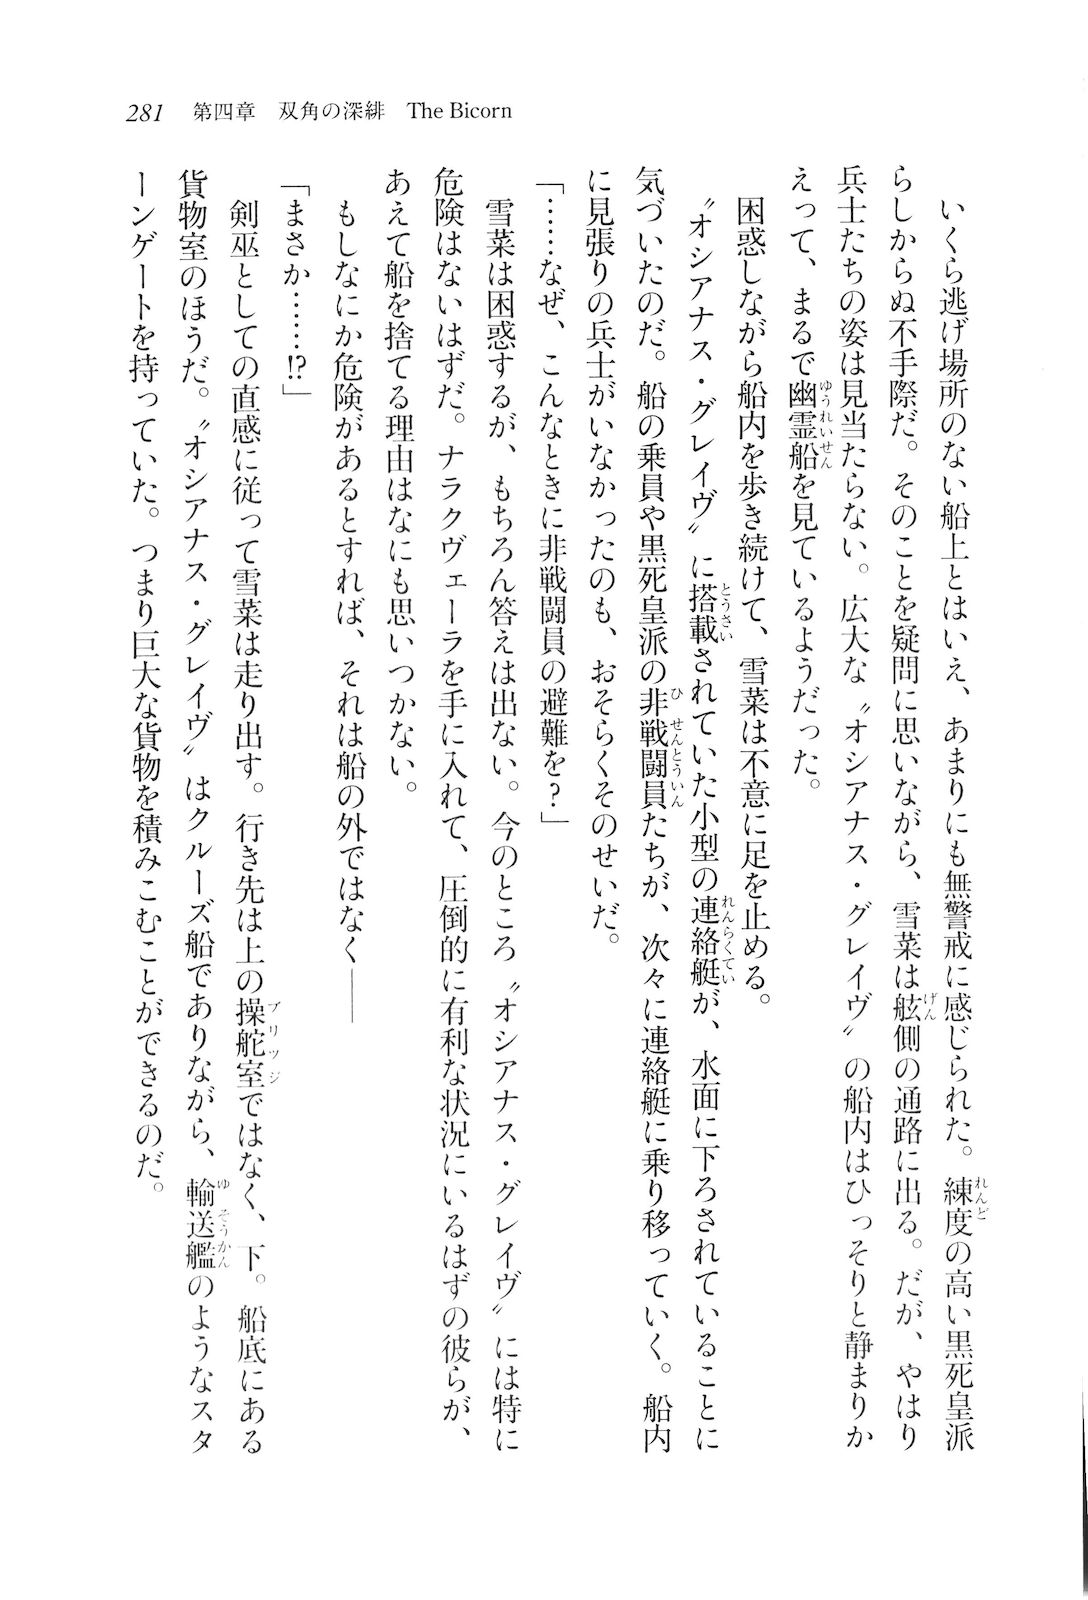 281　第四章　双角の深緋　The Bicorn
　いくら逃げ場所のない船上とはいえ、あまりにも無警戒に感じられた。練度の高い黒死皇派
らしからぬ不手際だ。そのことを疑問に思いながら、雪菜は舷側の通路に出る。だが、やはり
兵士たちの姿は見当たらない。広大な〝オシアナス・グレイヴ〟の船内はひっそりと静まりか
えって、まるで幽霊船を見ているようだった。
　困惑しながら船内を歩き続けて、雪菜は不意に足を止める。
　〝オシアナス・グレイヴ〟に搭載されていた小型の連絡艇が、水面に下ろされていることに
気づいたのだ。船の乗員や黒死皇派の非戦闘員たちが、次々に連絡艇に乗り移っていく。船内
に見張りの兵士がいなかったのも、おそらくそのせいだ。
「……なぜ、こんなときに非戦闘員の避難を？」
　雪菜は困惑するが、もちろん答えは出ない。今のところ〝オシアナス・グレイヴ〟には特に
危険はないはずだ。ナラクヴェーラを手に入れて、圧倒的に有利な状況にいるはずの彼らが、
あえて船を捨てる理由はなにも思いつかない。
　もしなにか危険があるとすれば、それは船の外ではなく――
「まさか……!?」
　剣巫としての直感に従って雪菜は走り出す。行き先は上の操舵室ではなく、下。船底にある
貨物室のほうだ。〝オシアナス・グレイヴ〟はクルーズ船でありながら、輸送艦のようなスタ
ーンゲートを持っていた。つまり巨大な貨物を積みこむことができるのだ。